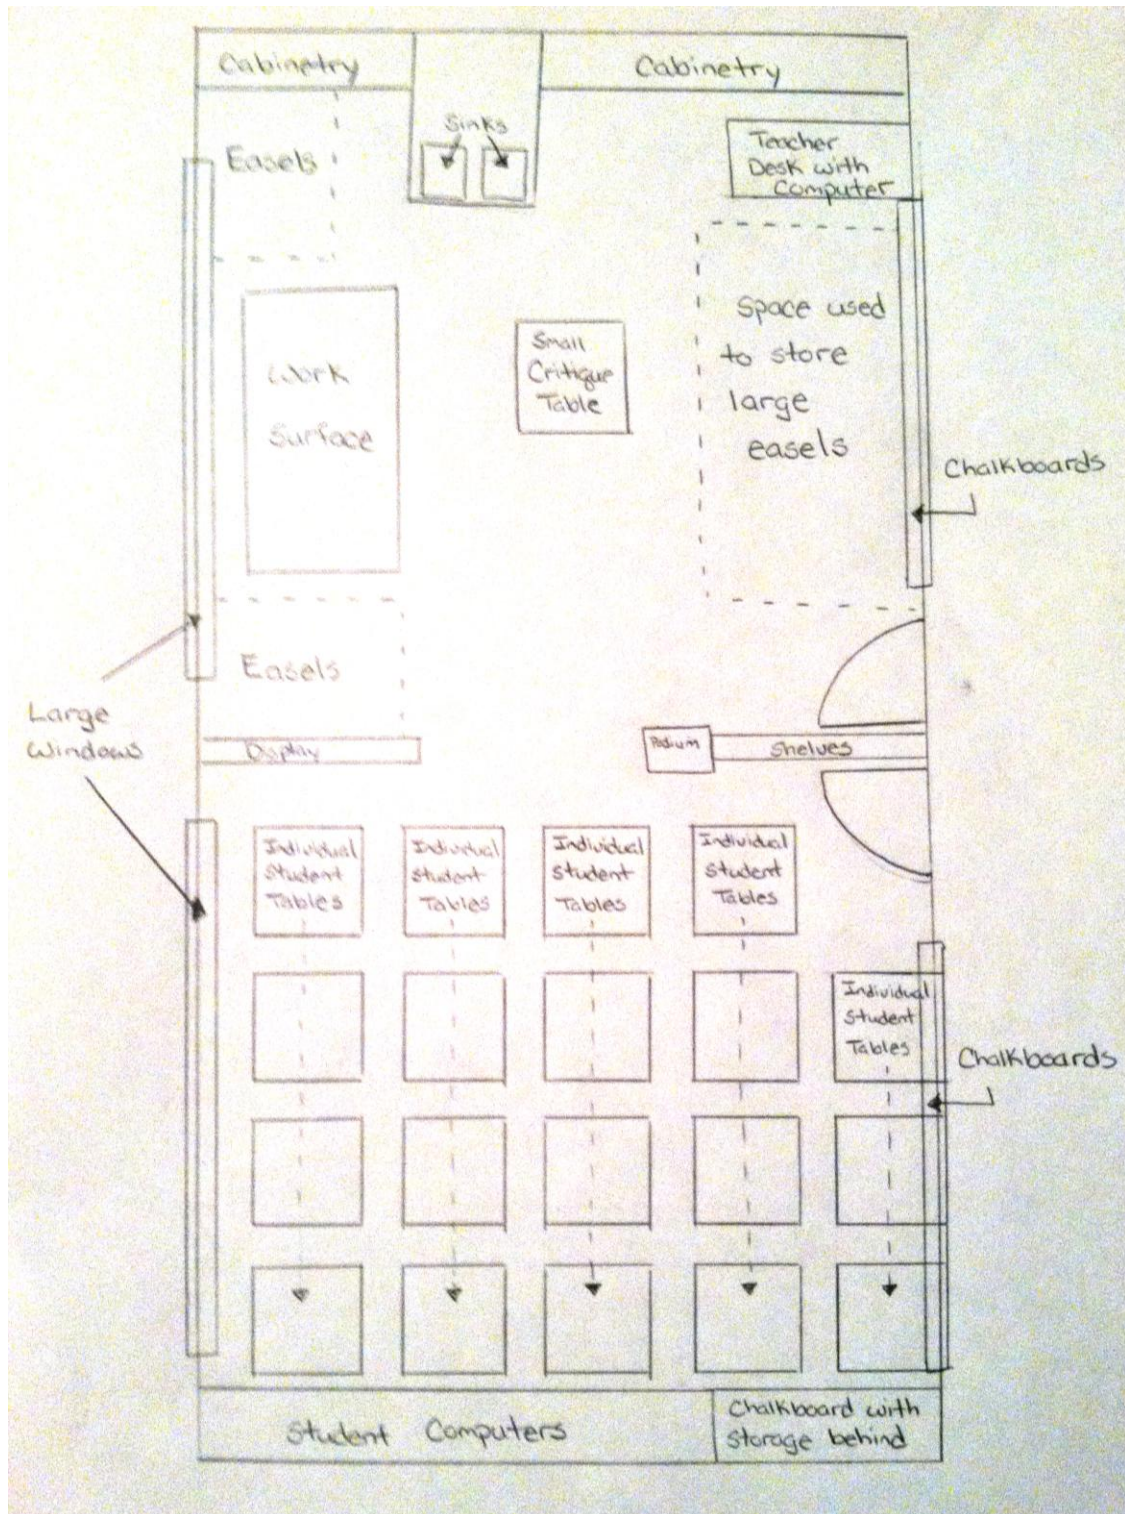 Cabinetry
Cabinetry
Sinks
Easels
Teacher
Desk with
Computer
Space used
to store
large
easels
Small
Critique
Table
Work
Surface
Chalkboards
Easels
Large
Windows
Display
Podium
Shelves
Individual
Student
Tables
Individual
Student
Tables
Individual
Student
Tables
Individual
Student
Tables
Individual
Student
Tables
Chalkboards
Student Computers
Chalkboard with
Storage behind